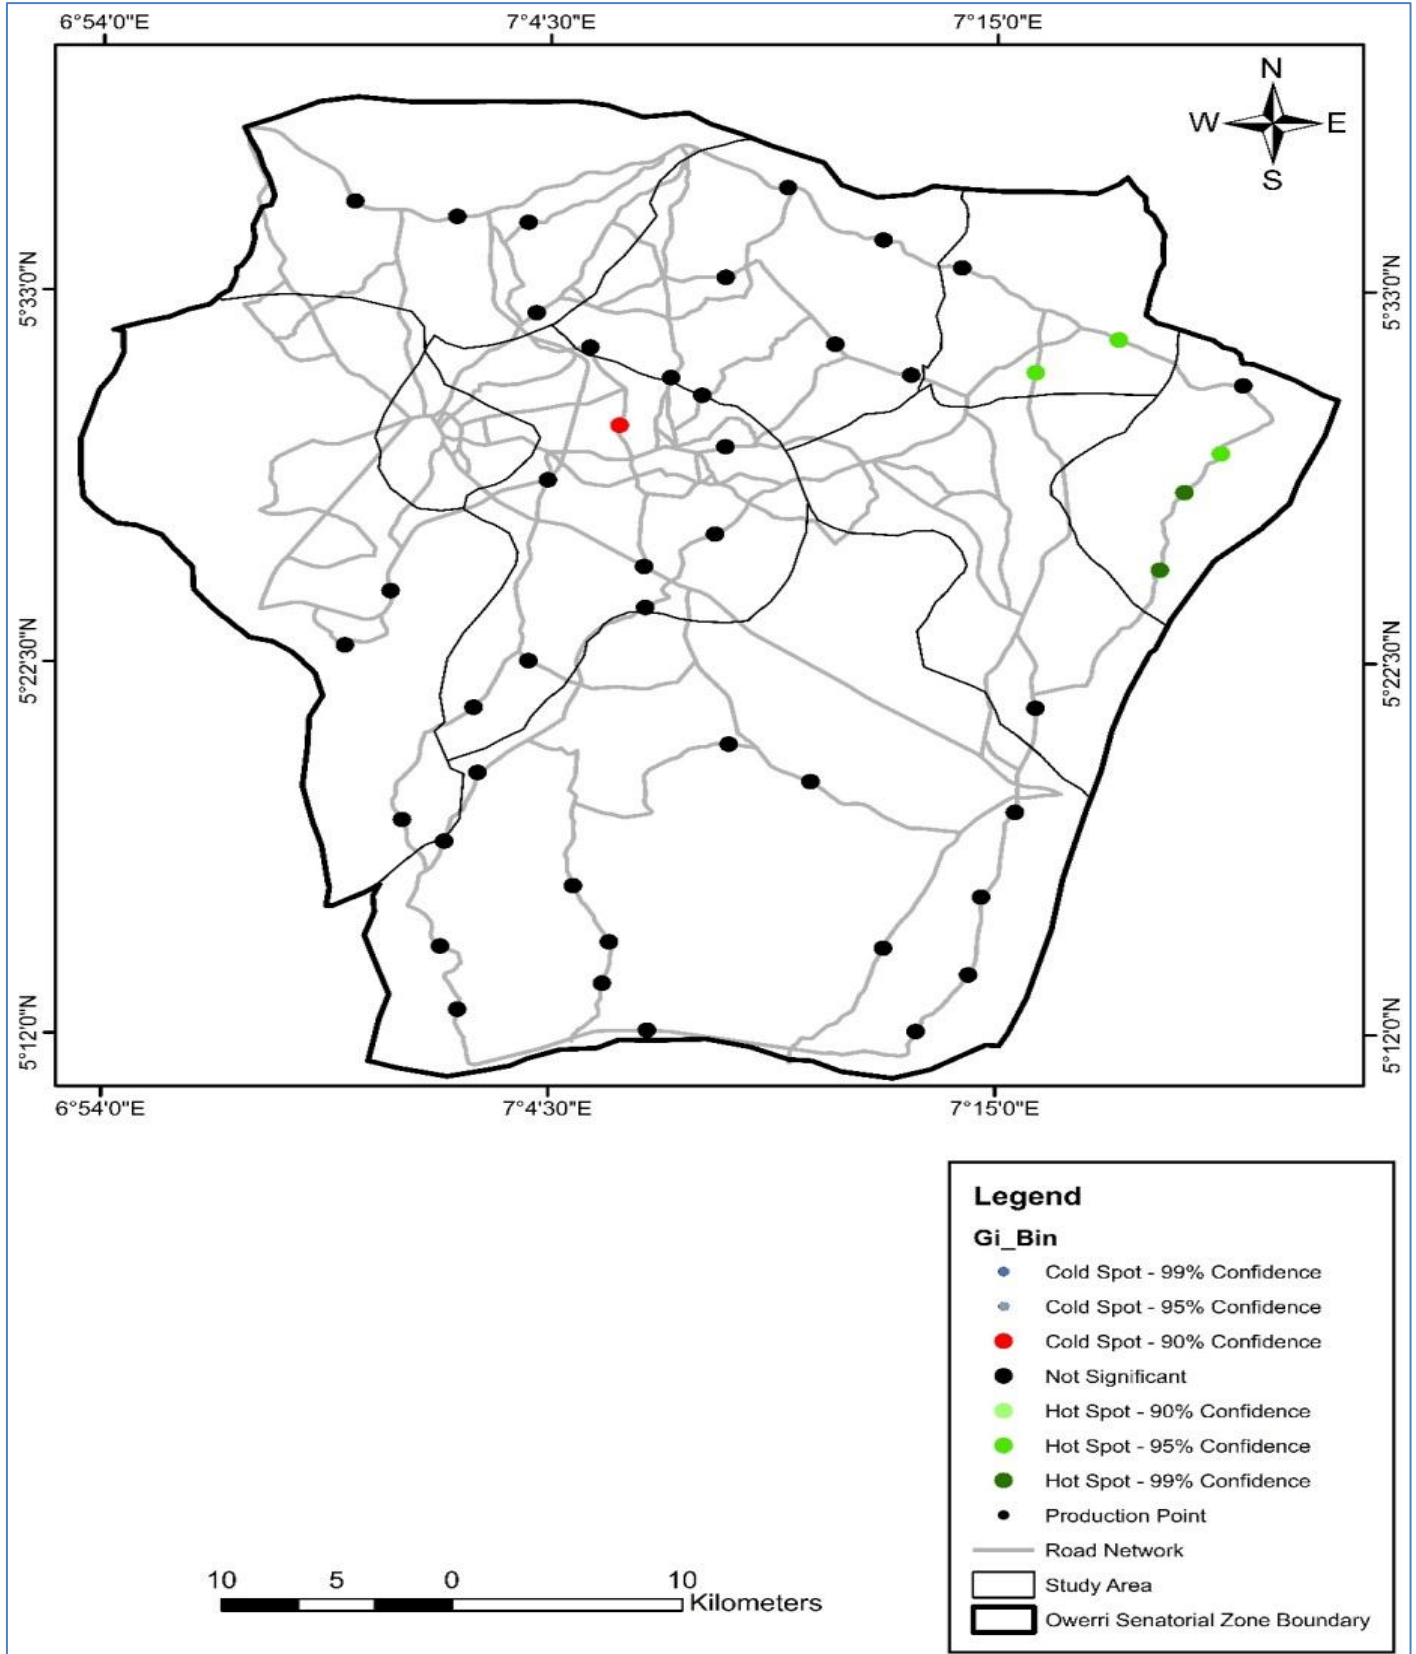 6°54'0"E 7°4'30"E 7°15'0"E
N
W E
S
5°33'0"N 5°33'0"N
5°22'30"N 5°22'30"N
5°12'0"N 5°12'0"N
6°54'0"E 7°4'30"E 7°15'0"E
Legend
Gi_Bin
Cold Spot - 99% Confidence
Cold Spot - 95% Confidence
Cold Spot - 90% Confidence
Not Significant
Hot Spot - 90% Confidence
Hot Spot - 95% Confidence
Hot Spot - 99% Confidence
Production Point
Road Network
Study Area
Owerri Senatorial Zone Boundary
10 5 0 10
Kilometers